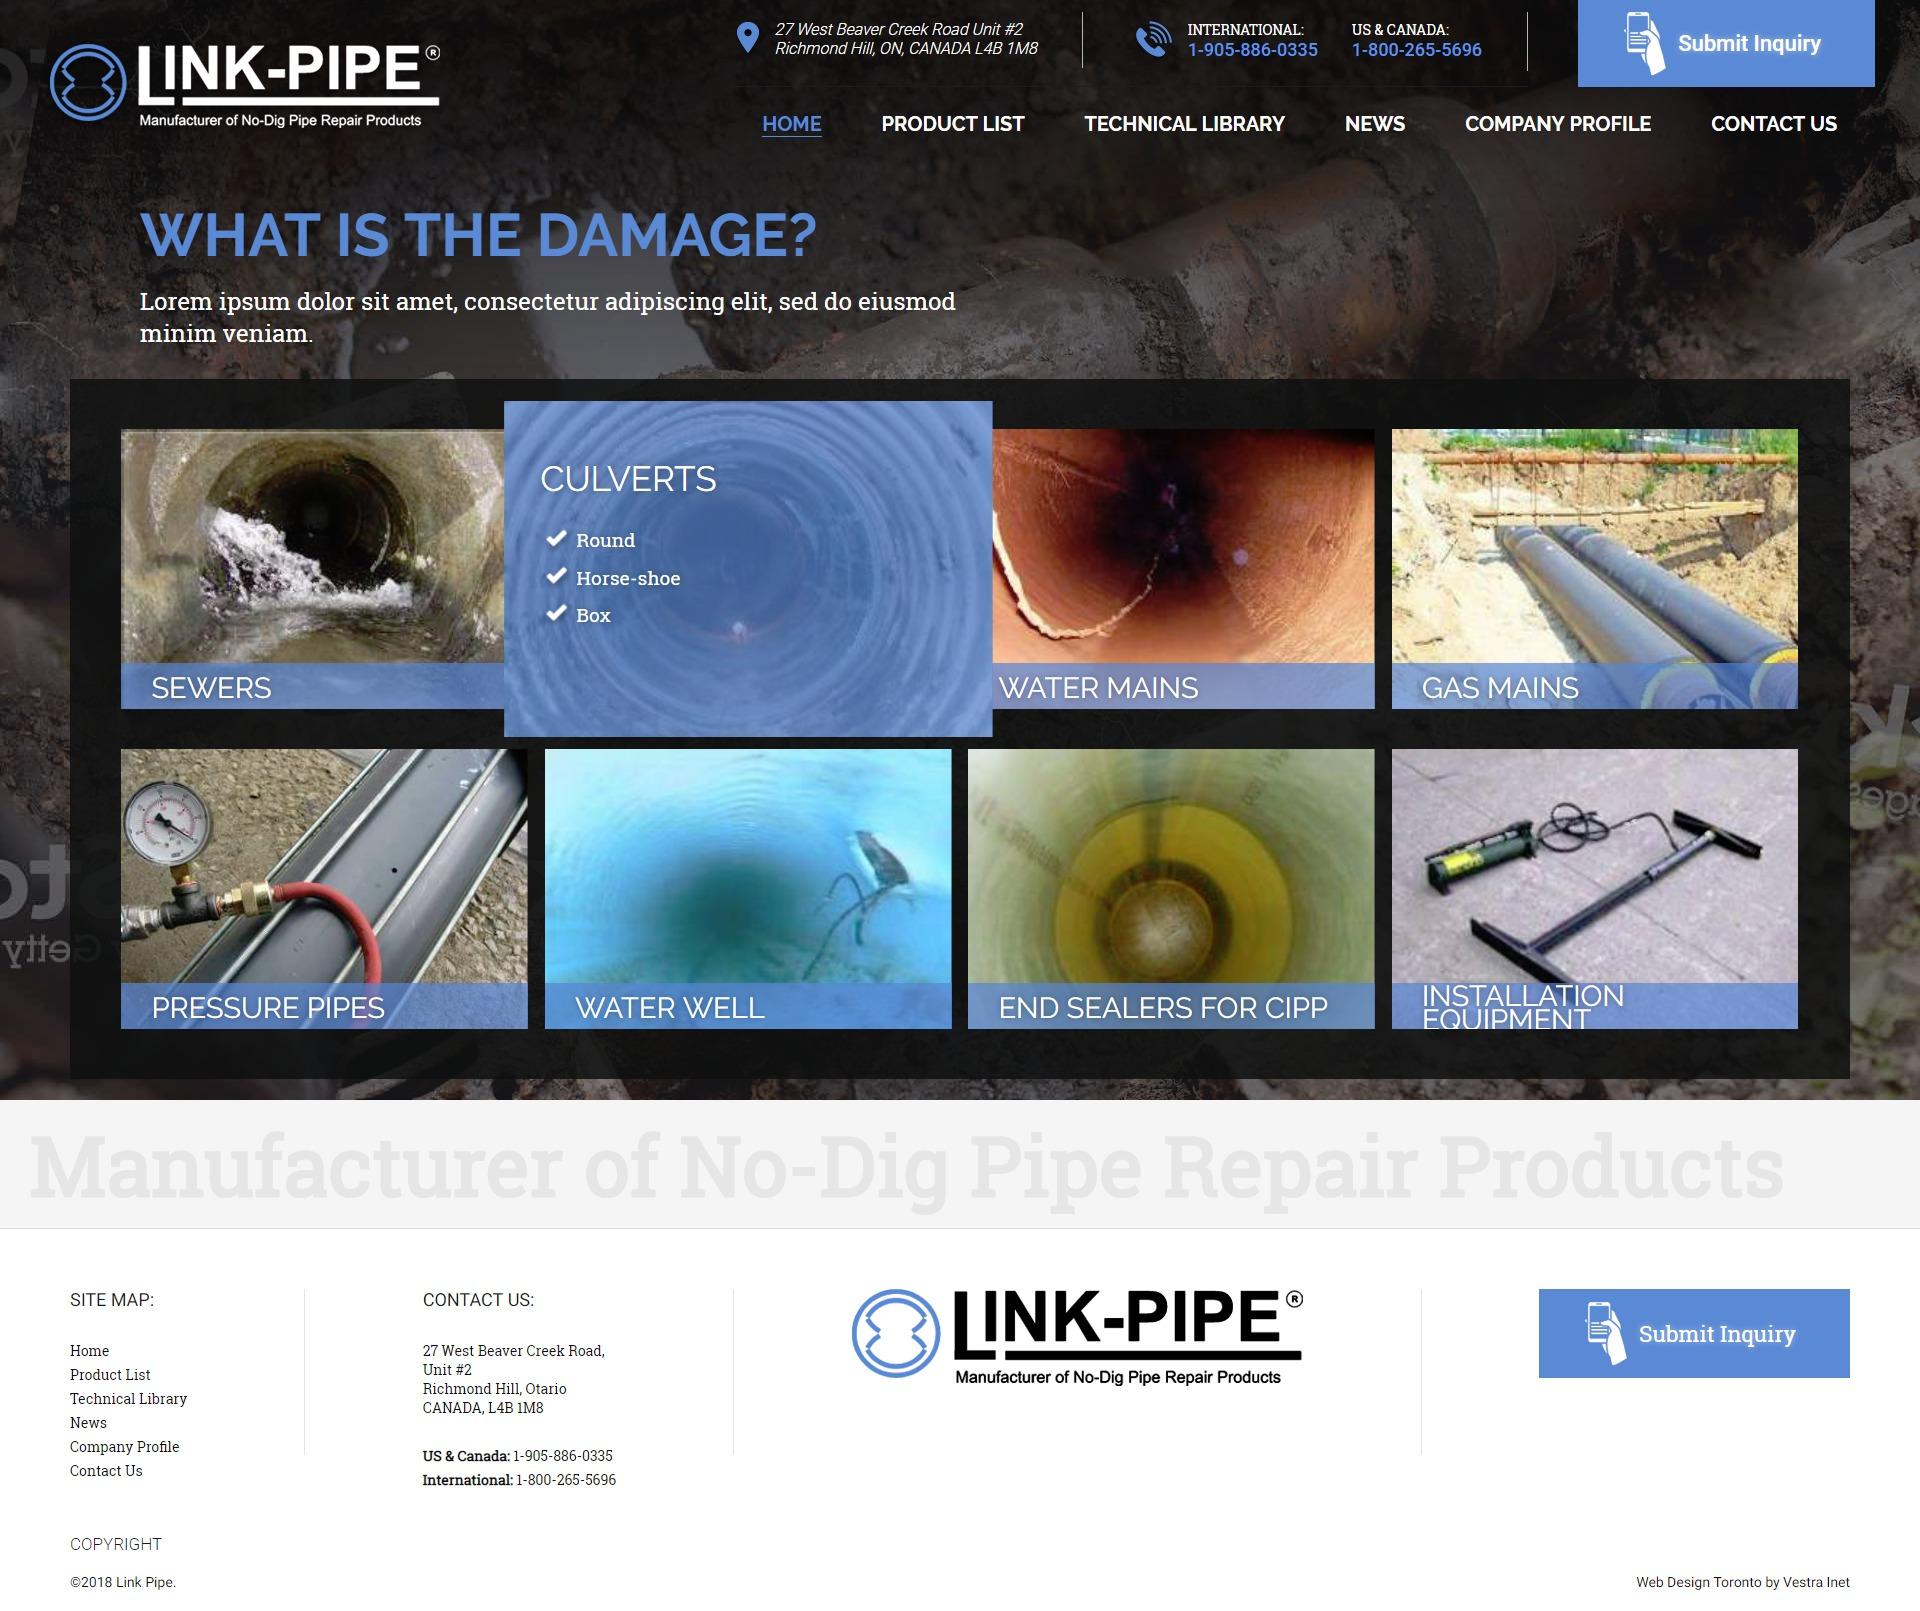 LINK-PIPE®
Manufacturer of No-Dig Pipe Repair Products
27 West Beaver Creek Road Unit #2
Richmond Hill, ON, CANADA L4B 1M8
INTERNATIONAL:
1-905-886-0335
US & CANADA:
1-800-265-5696
Submit Inquiry
HOME PRODUCT LIST TECHNICAL LIBRARY NEWS COMPANY PROFILE CONTACT US
WHAT IS THE DAMAGE?
Lorem ipsum dolor sit amet, consectetur adipiscing elit, sed do eiusmod
minim veniam.
SEWERS
CULVERTS
Round
Horse-shoe
Box
WATER MAINS
GAS MAINS
PRESSURE PIPES
WATER WELL
END SEALERS FOR CIPP
INSTALLATION
EQUIPMENT
Manufacturer of No-Dig Pipe Repair Products
SITE MAP:
Home
Product List
Technical Library
News
Company Profile
Contact Us
CONTACT US:
27 West Beaver Creek Road,
Unit #2
Richmond Hill, Otario
CANADA, L4B 1M8
US & Canada: 1-905-886-0335
International: 1-800-265-5696
LINK-PIPE®
Manufacturer of No-Dig Pipe Repair Products
Submit Inquiry
COPYRIGHT
©2018 Link Pipe.
Web Design Toronto by Vestra Inet